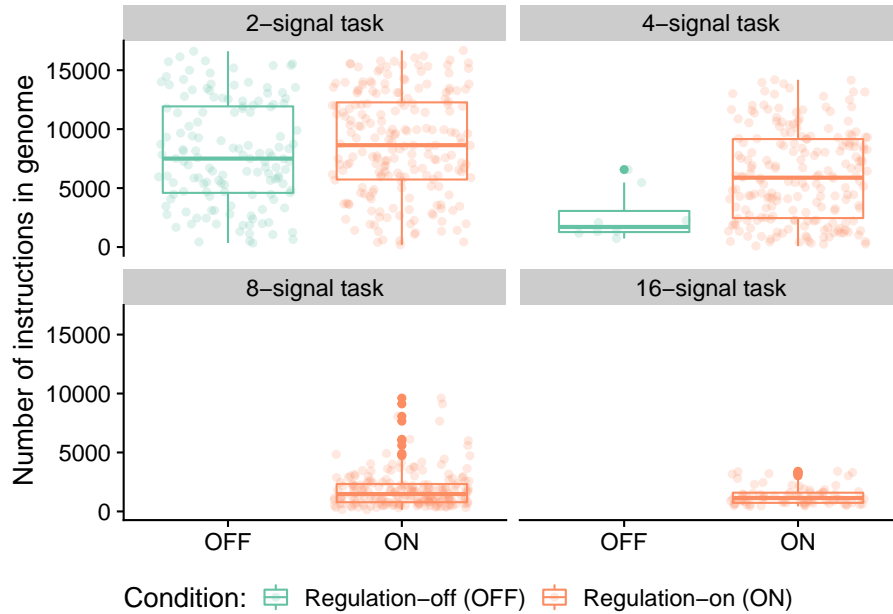 2−signal task
4−signal task
15000
10000
5000
0
8−signal task
16−signal task
15000
10000
5000
0
Number of instructions in genome
OFF
ON
OFF
ON
Condition: Regulation−off (OFF) Regulation−on (ON)